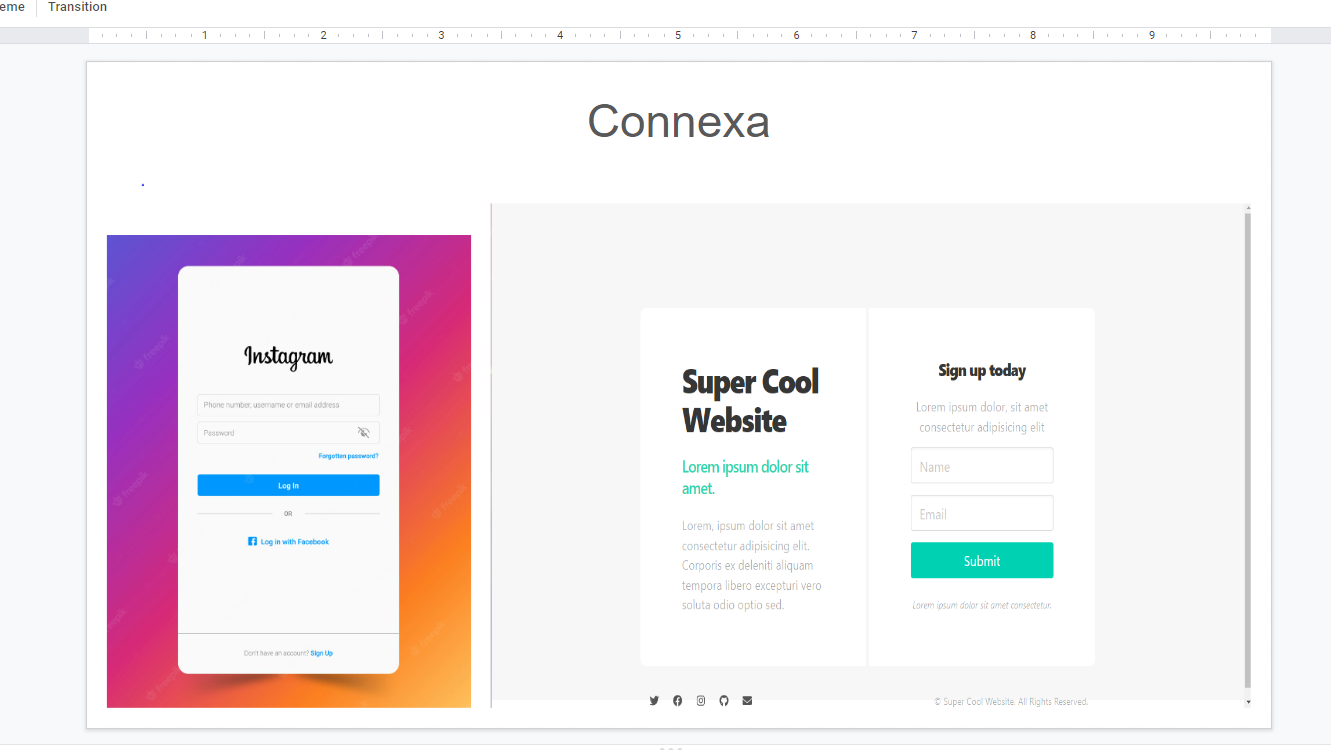 eme Transition
1 2 3 4 5 6 7 8 9
Connexa
Instagram
Phone number, username or email address
Password
Forgotten password?
Log In
OR
Log in with Facebook
Don't have an account? Sign Up
freepik
Super Cool
Website
Lorem ipsum dolor sit
amet.
Lorem, ipsum dolor sit amet
consectetur adipisicing elit.
Corporis ex deleniti aliquam
tempora libero excepturi vero
soluta odio optio sed.
Sign up today
Lorem ipsum dolor, sit amet
consectetur adipisicing elit
Name
Email
Submit
Lorem ipsum dolor sit amet consectetur.
© Super Cool Website. All Rights Reserved.